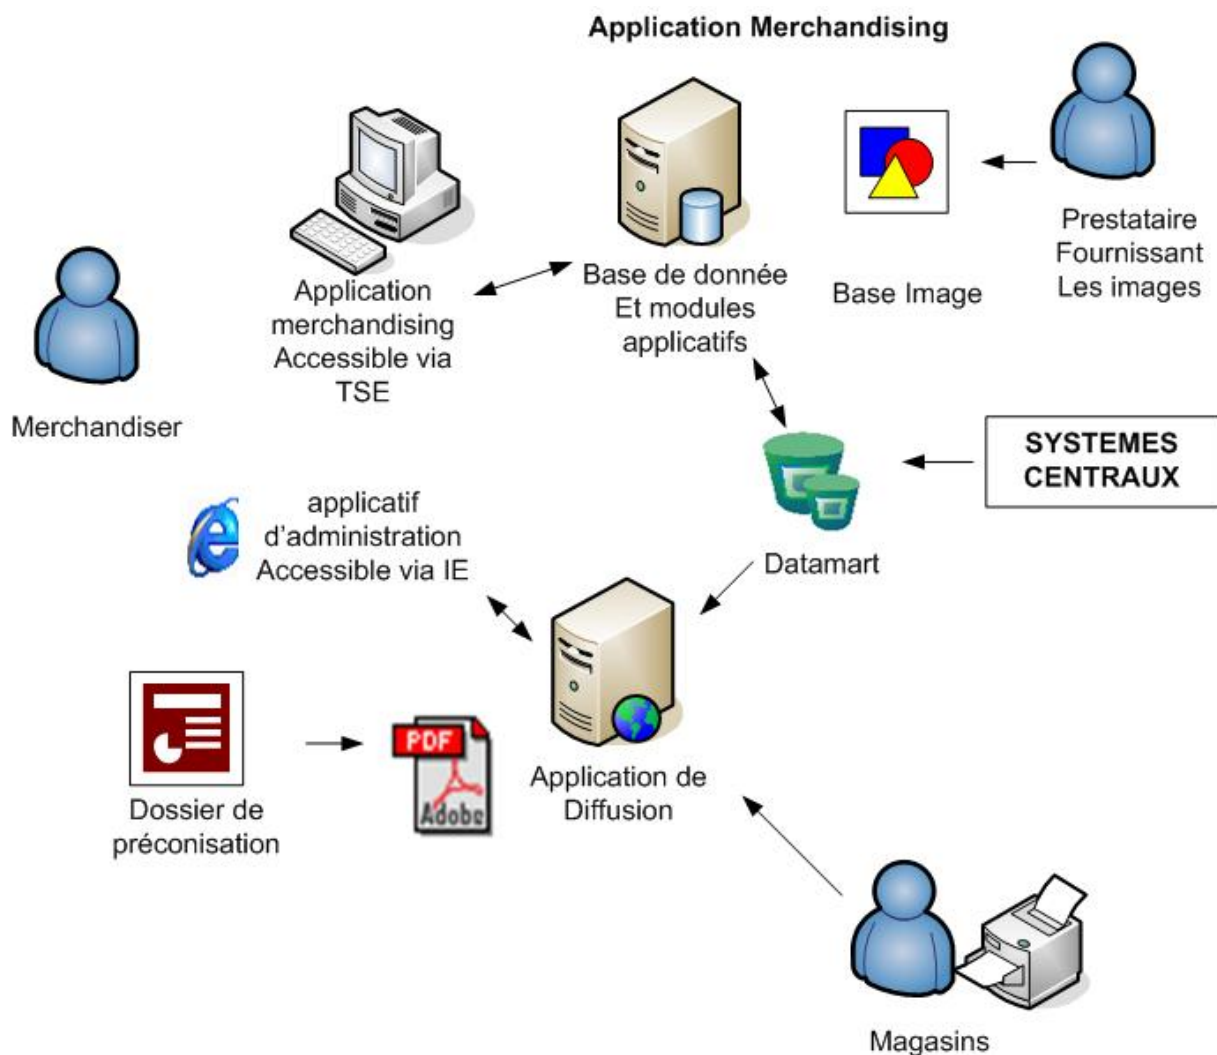 Application Merchandising
Application
merchandising
Accessible via
TSE
Base de donnée
Et modules
applicatifs
Base Image
Prestataire
Fournissant
Les images
Merchandiser
SYSTEMES
CENTRAUX
applicatif
d'administration
Accessible via IE
Datamart
Dossier de
préconisation
PDF
Adobe
Application de
Diffusion
Magasins